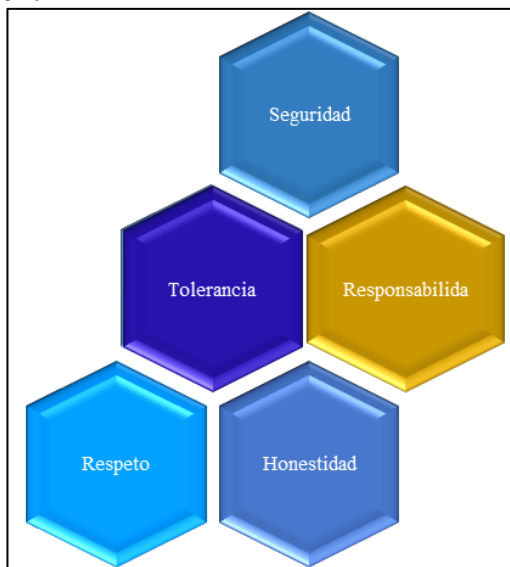 Seguridad
Tolerancia
Responsabilida
Respeto
Honestidad